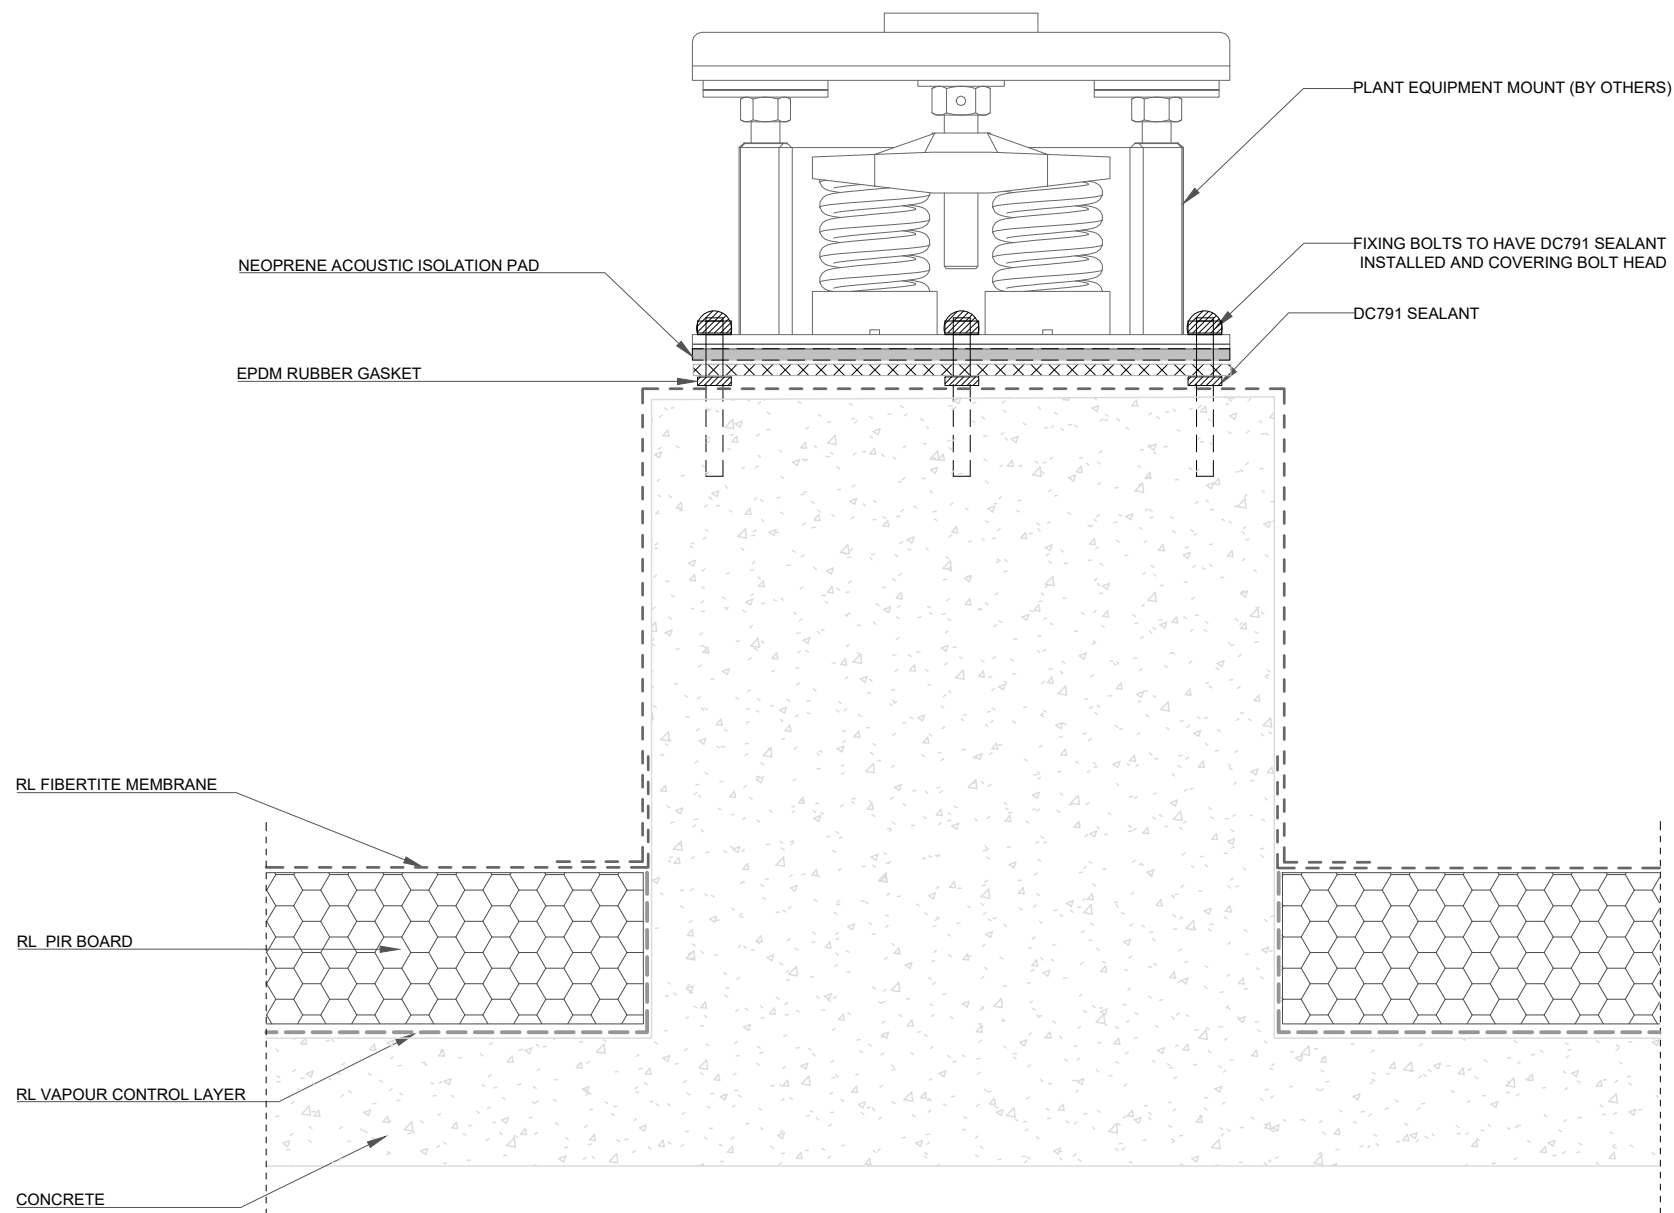 PLANT EQUIPMENT MOUNT (BY OTHERS)
FIXING BOLTS TO HAVE DC791 SEALANT
INSTALLED AND COVERING BOLT HEAD
NEOPRENE ACOUSTIC ISOLATION PAD
DC791 SEALANT
EPDM RUBBER GASKET
RL FIBERTITE MEMBRANE
RL PIR BOARD
RL VAPOUR CONTROL LAYER
CONCRETE